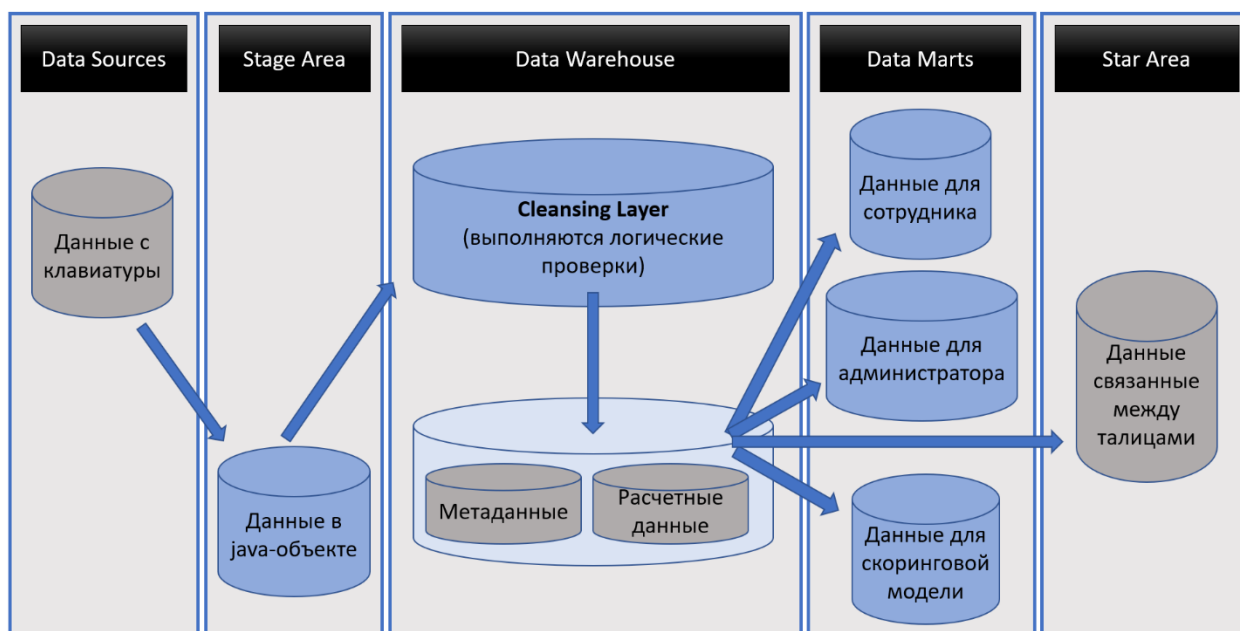 Data Sources
Stage Area
Data Warehouse
Data Marts
Star Area
Данные с
клавиатуры
Данные в
java-объекте
Cleansing Layer
(выполняются логические
проверки)
Метаданные
Расчетные
данные
Данные для
сотрудника
Данные для
администратора
Данные для
скоринговой
модели
Данные
связанные
между
талицами